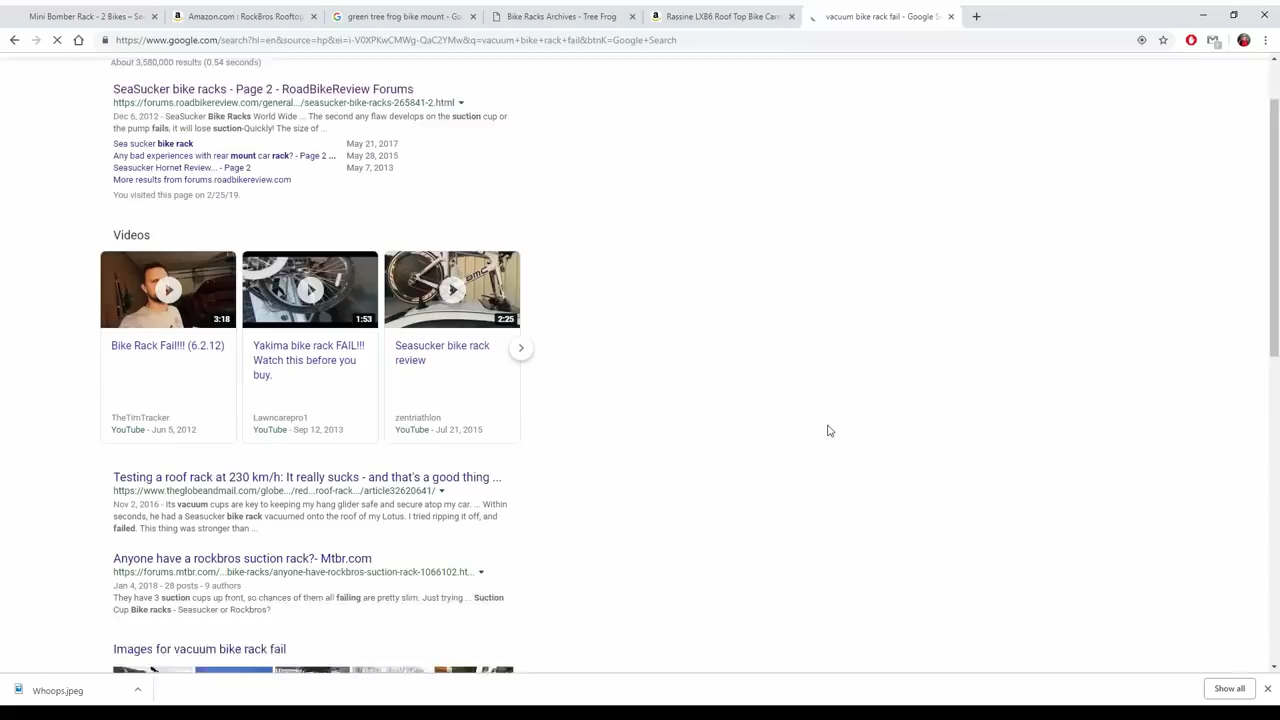 Mini Bomber Rack - 2 Bikes – Se
Amazon.com : RockBros Rooftop
green tree frog bike mount - Go
Bike Racks Archives - Tree Frog
Rassine LXB6 Roof Top Bike Carr
vacuum bike rack fail - Google S
https://www.google.com/search?hl=en&source=hp&ei=i-V0XPKwCMWg-QaC2YMw&q=vacuum+bike+rack+fail&btnK=Google+Search
About 3,580,000 results (0.54 seconds)
SeaSucker bike racks - Page 2 - RoadBikeReview Forums
https://forums.roadbikereview.com/general.../seasucker-bike-racks-265841-2.html
Dec 6, 2012 - SeaSucker Bike Racks World Wide ... The second any flaw develops on the suction cup or
the pump fails, it will lose suction-Quickly! The size of ...
Sea sucker bike rack May 21, 2017
Any bad experiences with rear mount car rack? - Page 2 ... May 28, 2015
Seasucker Hornet Review... - Page 2 May 7, 2013
More results from forums.roadbikereview.com
You visited this page on 2/25/19.
Videos
3:18
1:53
2:25
Bike Rack Fail!!! (6.2.12)
TheTimTracker
YouTube - Jun 5, 2012
Yakima bike rack FAIL!!!
Watch this before you
buy.
Lawncarepro1
YouTube - Sep 12, 2013
Seasucker bike rack
review
zentriathlon
YouTube - Jul 21, 2015
Testing a roof rack at 230 km/h: It really sucks - and that's a good thing ...
https://www.theglobeandmail.com/globe.../red...roof-rack.../article32620641/
Nov 2, 2016 - Its vacuum cups are key to keeping my hang glider safe and secure atop my car. ... Within
seconds, he had a Seasucker bike rack vacuumed onto the roof of my Lotus. I tried ripping it off, and
failed. This thing was stronger than ...
Anyone have a rockbros suction rack?- Mtbr.com
https://forums.mtbr.com/...bike-racks/anyone-have-rockbros-suction-rack-1066102.ht...
Jan 4, 2018 - 28 posts - 9 authors
They have 3 suction cups up front, so chances of them all failing are pretty slim. Just trying ... Suction
Cup Bike racks - Seasucker or Rockbros?
Images for vacuum bike rack fail
Whoops.jpeg
Show all